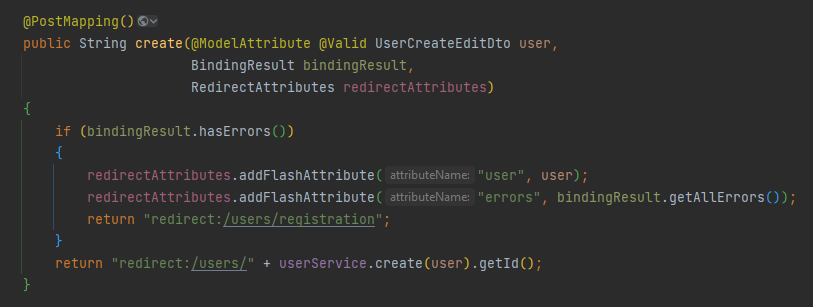 @PostMapping()
public String create(@ModelAttribute @Valid UserCreateEditDto user,
                     BindingResult bindingResult,
                     RedirectAttributes redirectAttributes)
{
    if (bindingResult.hasErrors())
    {
        redirectAttributes.addFlashAttribute( attributeName: "user", user);
        redirectAttributes.addFlashAttribute( attributeName: "errors", bindingResult.getAllErrors());
        return "redirect:/users/registration";
    }
    return "redirect:/users/" + userService.create(user).getId();
}